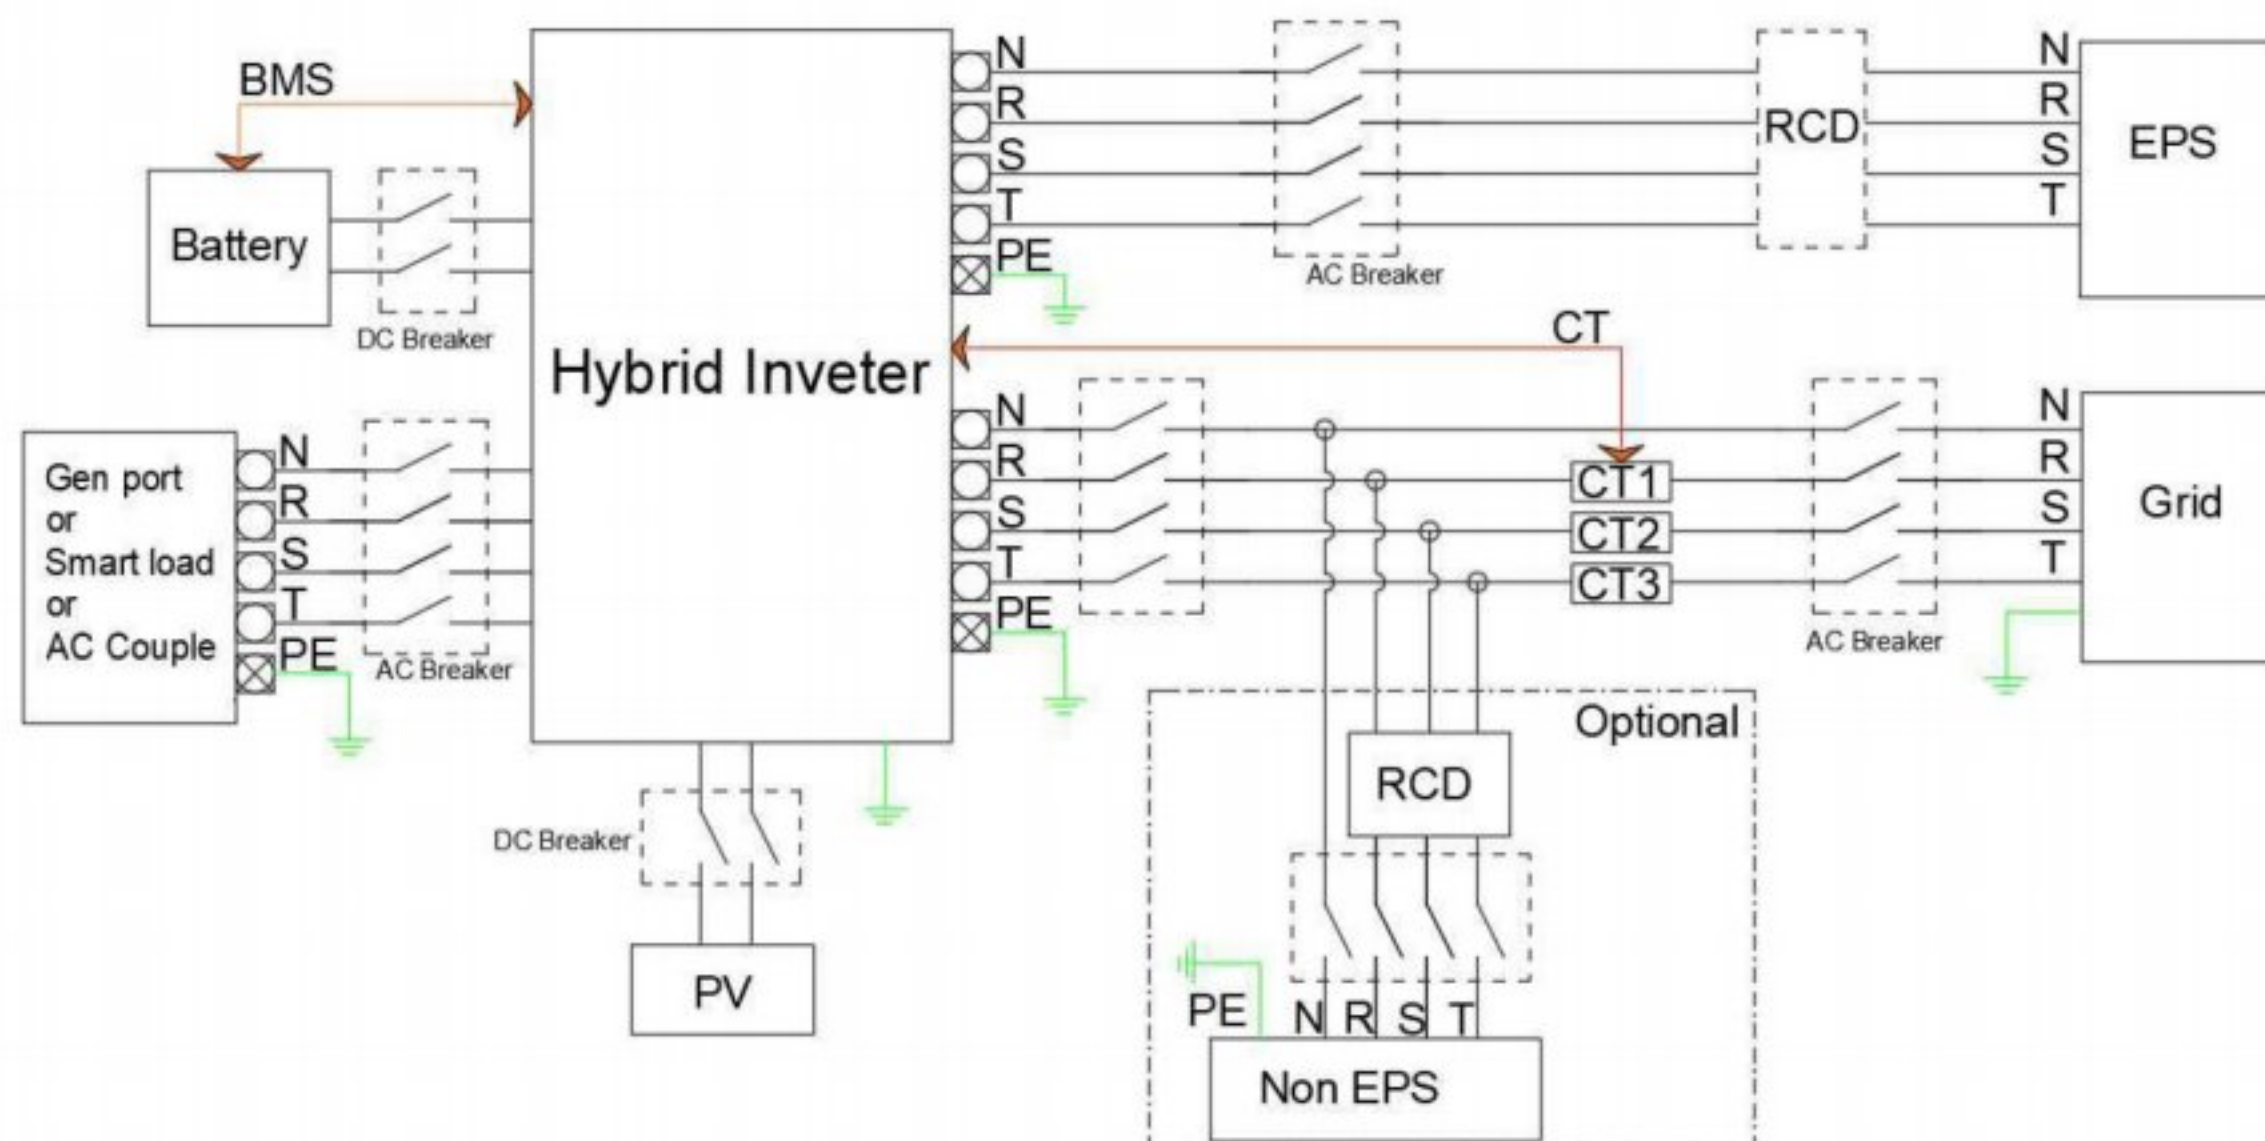 BMS
Battery
DC Breaker
Gen port
or
Smart load
or
AC Couple
N
R
S
T
PE
AC Breaker
Hybrid Inveter
N
R
S
T
PE
AC Breaker
RCD
N
R
S
T
EPS
CT
N
R
S
T
PE
CT1
CT2
CT3
AC Breaker
N
R
S
T
Grid
DC Breaker
PV
Optional
RCD
PE N R S T
Non EPS